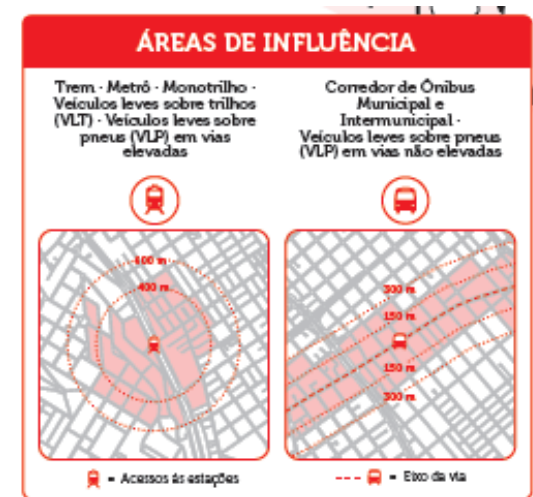 ÁREAS DE INFLUÊNCIA
Trem · Metrô · Monotrilho ·
Veículos leves sobre trilhos
(VLT) · Veículos leves sobre
pneus (VLP) em vias
elevadas
Corredor de Ônibus
Municipal e
Intermunicipal ·
Veículos leves sobre pneus
(VLP) em vias não elevadas
600 m
400 m
300 m
150 m
150 m
300 m
= Acessos às estações
--- = Eixo da via